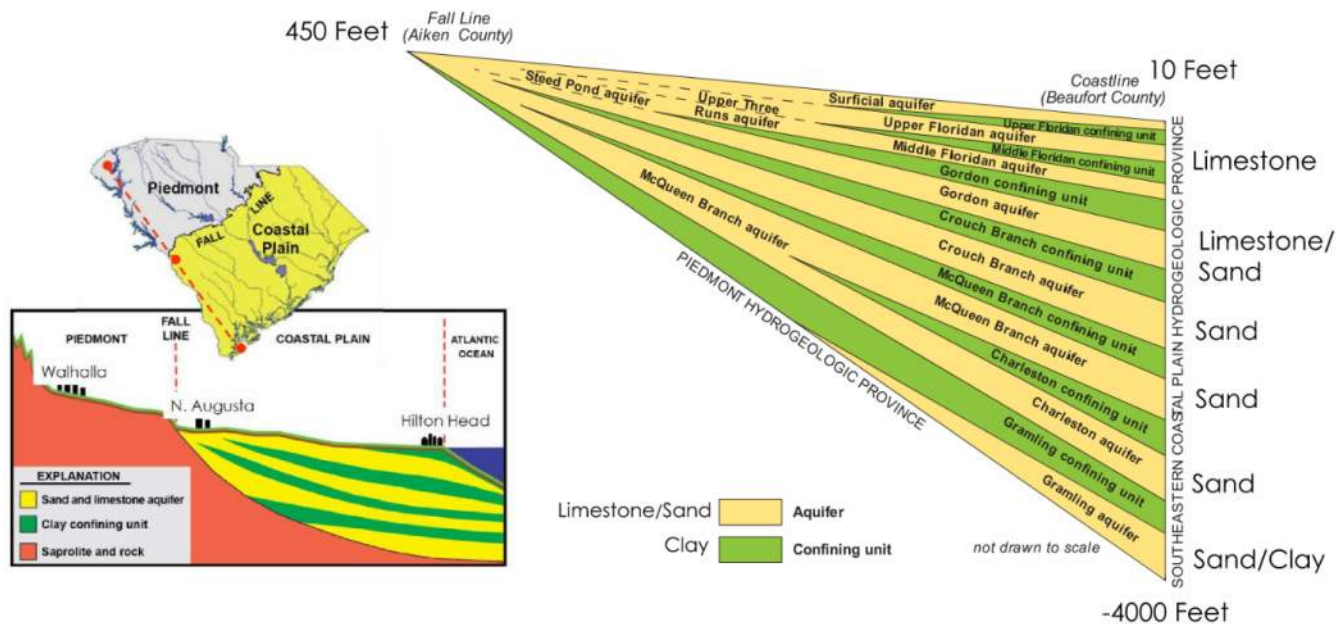 450 Feet
Fall Line
(Aiken County)
10 Feet
Coastline
(Beaufort County)
Steed Pond aquifer
Upper Three
Runs aquifer
Surficial aquifer
Upper Floridan confining unit
Upper Floridan aquifer
Middle Floridan confining unit
Middle Floridan aquifer
Gordon confining unit
Gordon aquifer
Crouch Branch confining unit
Crouch Branch aquifer
McQueen Branch confining unit
McQueen Branch aquifer
McQueen Branch aquifer
Charleston confining unit
Charleston aquifer
Gramling confining unit
Gramling aquifer
PIEDMONT HYDROGEOLOGIC PROVINCE
SOUTHEASTERN COASTAL PLAIN HYDROGEOLOGIC PROVINCE
Limestone
Limestone/
Sand
Sand
Sand
Sand
Sand/Clay
-4000 Feet
Limestone/Sand
Aquifer
Clay
Confining unit
not drawn to scale
Piedmont
FALL LINE
Coastal
Plain
PIEDMONT
FALL
LINE
COASTAL PLAIN
ATLANTIC
OCEAN
Walhalla
N. Augusta
Hilton Head
EXPLANATION
Sand and limestone aquifer
Clay confining unit
Saprolite and rock